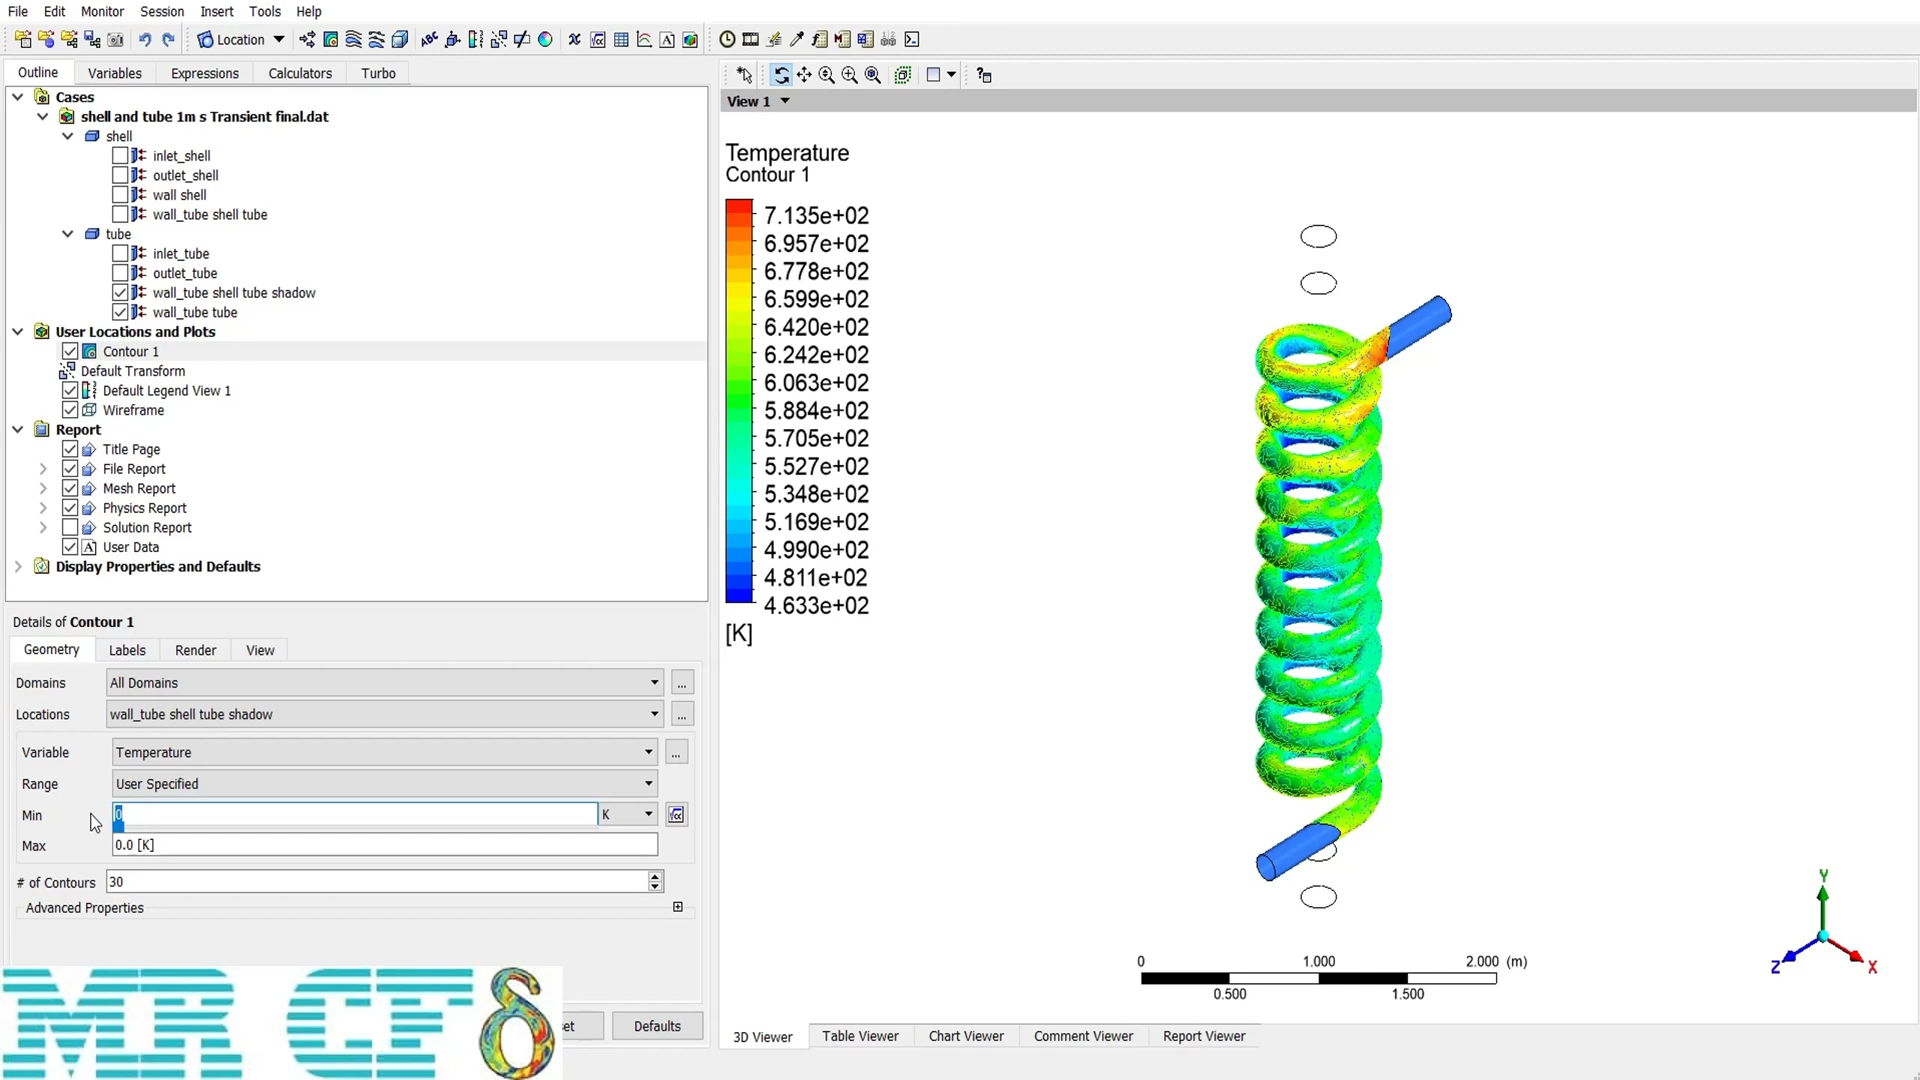 File Edit Monitor Session Insert Tools Help
Location
Outline Variables Expressions Calculators Turbo
Cases
shell and tube 1m s Transient final.dat
shell
inlet_shell
outlet_shell
wall shell
wall_tube shell tube
tube
inlet_tube
outlet_tube
wall_tube shell tube shadow
wall_tube tube
User Locations and Plots
Contour 1
Default Transform
Default Legend View 1
Wireframe
Report
Title Page
File Report
Mesh Report
Physics Report
Solution Report
User Data
Display Properties and Defaults
Details of Contour 1
Geometry Labels Render View
Domains All Domains ...
Locations wall_tube shell tube shadow ...
Variable Temperature ...
Range User Specified
Min 0 K
Max 0.0 [K]
# of Contours 30
Advanced Properties
Defaults
MR CF
View 1
Temperature
Contour 1
7.135e+02
6.957e+02
6.778e+02
6.599e+02
6.420e+02
6.242e+02
6.063e+02
5.884e+02
5.705e+02
5.527e+02
5.348e+02
5.169e+02
4.990e+02
4.811e+02
4.633e+02
[K]
0 1.000 2.000 (m)
0.500 1.500
Y
Z X
3D Viewer Table Viewer Chart Viewer Comment Viewer Report Viewer